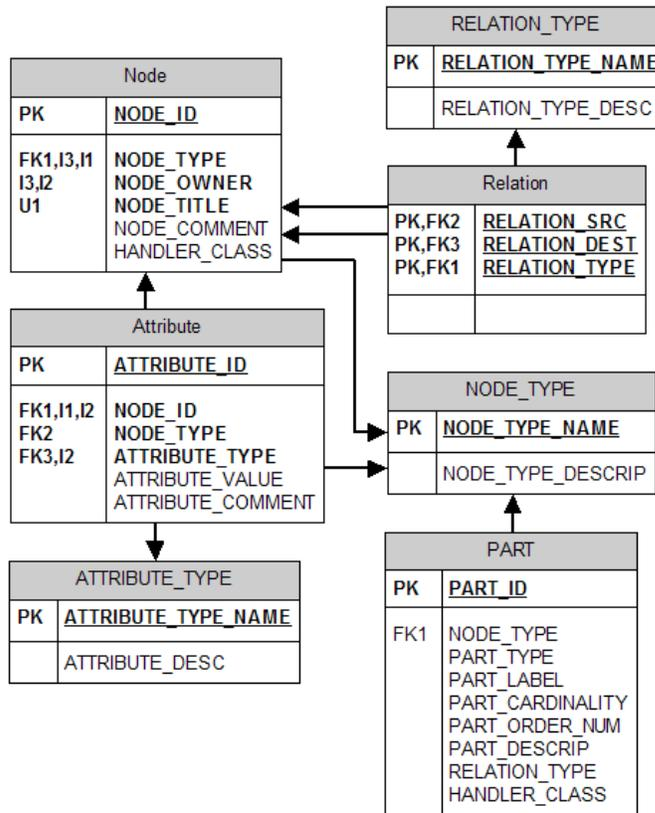 RELATION_TYPE
PK RELATION_TYPE_NAME
RELATION_TYPE_DESC
Node
PK NODE_ID
FK1,I3,I1 NODE_TYPE
I3,I2 NODE_OWNER
U1 NODE_TITLE
NODE_COMMENT
HANDLER_CLASS
Relation
PK,FK2 RELATION_SRC
PK,FK3 RELATION_DEST
PK,FK1 RELATION_TYPE
Attribute
PK ATTRIBUTE_ID
FK1,I1,I2 NODE_ID
FK2 NODE_TYPE
FK3,I2 ATTRIBUTE_TYPE
ATTRIBUTE_VALUE
ATTRIBUTE_COMMENT
NODE_TYPE
PK NODE_TYPE_NAME
NODE_TYPE_DESCRIP
ATTRIBUTE_TYPE
PK ATTRIBUTE_TYPE_NAME
ATTRIBUTE_DESC
PART
PK PART_ID
FK1 NODE_TYPE
PART_TYPE
PART_LABEL
PART_CARDINALITY
PART_ORDER_NUM
PART_DESCRIP
RELATION_TYPE
HANDLER_CLASS